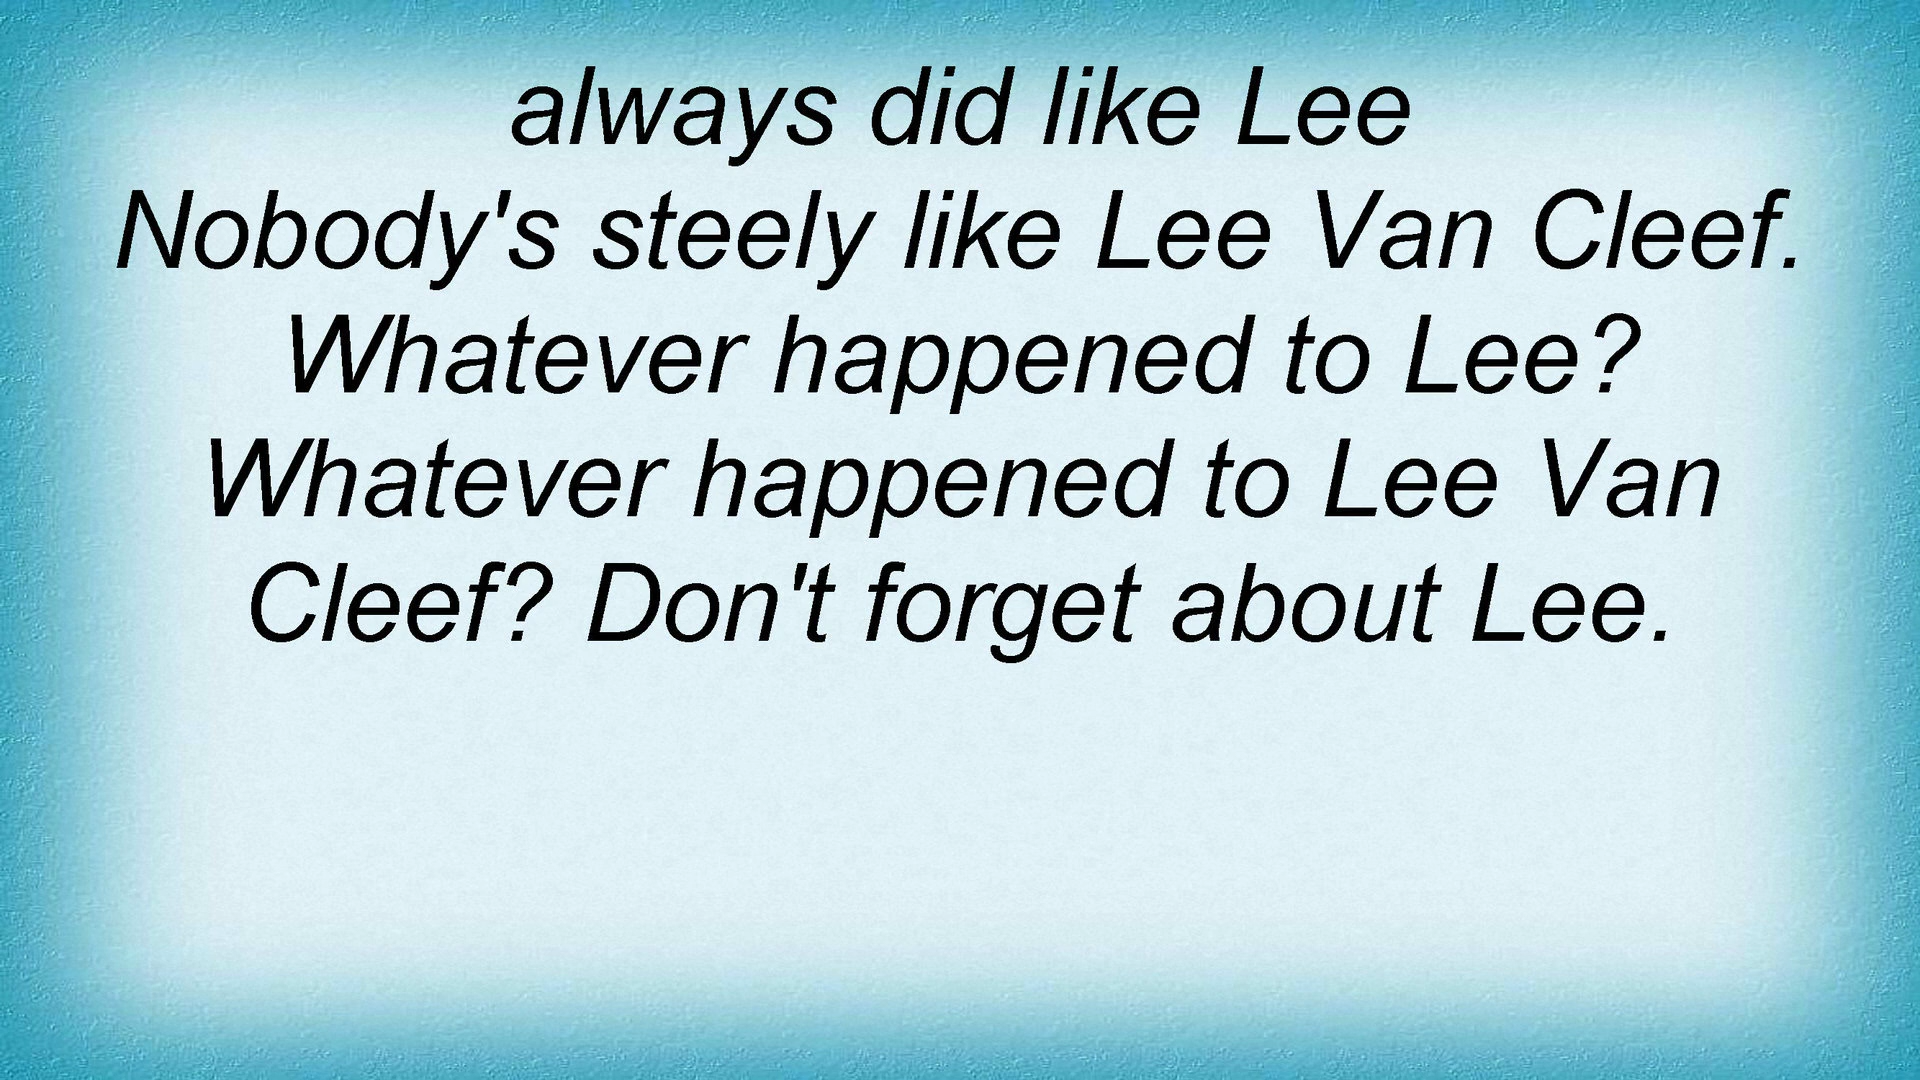 always did like Lee
Nobody's steely like Lee Van Cleef.
Whatever happened to Lee?
Whatever happened to Lee Van
Cleef? Don't forget about Lee.